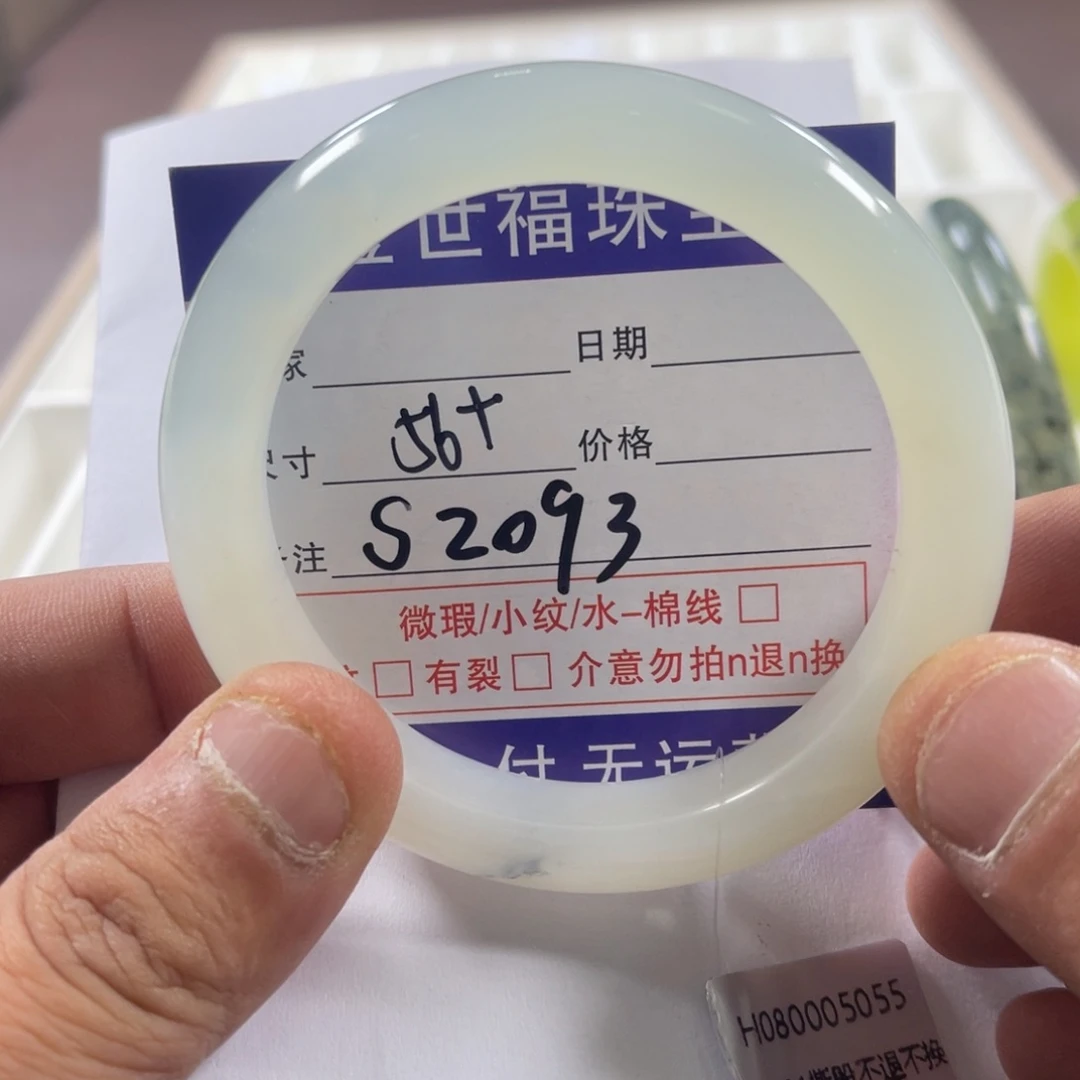 世福珠
家 日期
寸 56+ 价格
注 S2093
微瑕/小纹/水-棉线 □
□ 有裂 □ 介意勿拍n退n换
付 无运
H080005055
不退不换